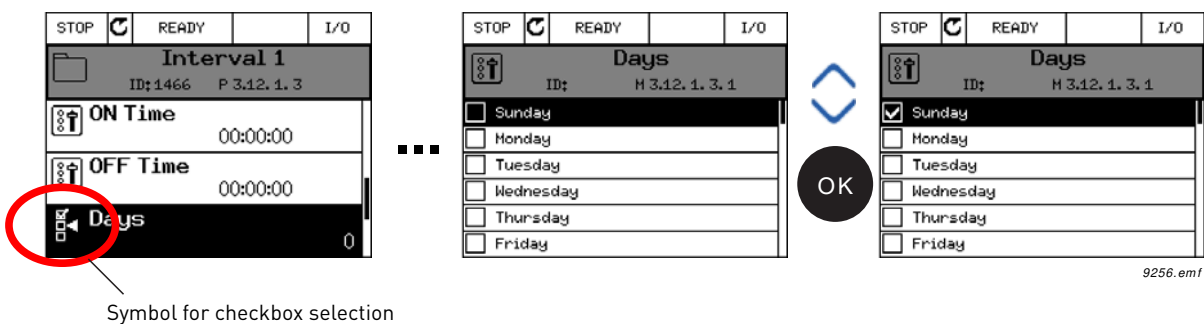 STOP READY I/O
Interval 1
ID:1466 P 3.12.1.3
ON Time
00:00:00
OFF Time
00:00:00
Days
0
Symbol for checkbox selection
STOP READY I/O
Days
ID: M 3.12.1.3.1
Sunday
Monday
Tuesday
Wednesday
Thursday
Friday
OK
STOP READY I/O
Days
ID: M 3.12.1.3.1
Sunday
Monday
Tuesday
Wednesday
Thursday
Friday
9256.emf